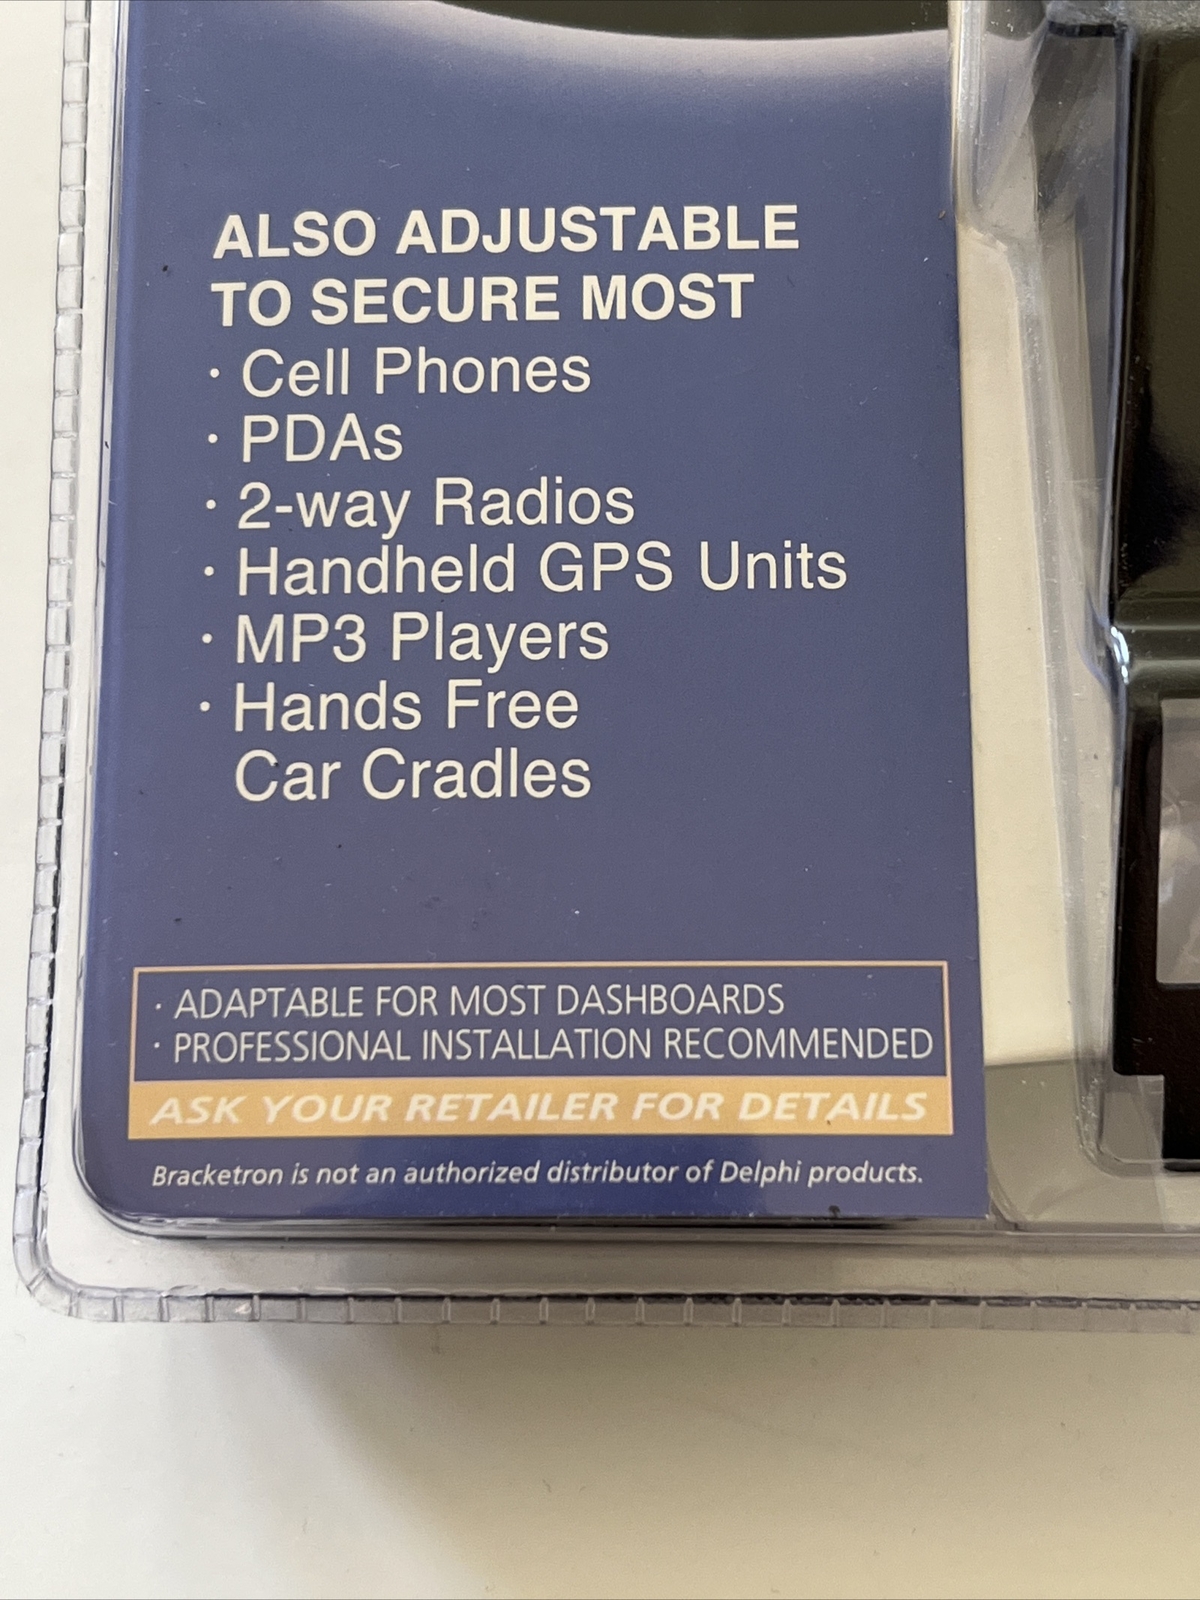 ALSO ADJUSTABLE
TO SECURE MOST
· Cell Phones
· PDAs
· 2-way Radios
· Handheld GPS Units
· MP3 Players
· Hands Free
Car Cradles
· ADAPTABLE FOR MOST DASHBOARDS
· PROFESSIONAL INSTALLATION RECOMMENDED
ASK YOUR RETAILER FOR DETAILS
Bracketron is not an authorized distributor of Delphi products.